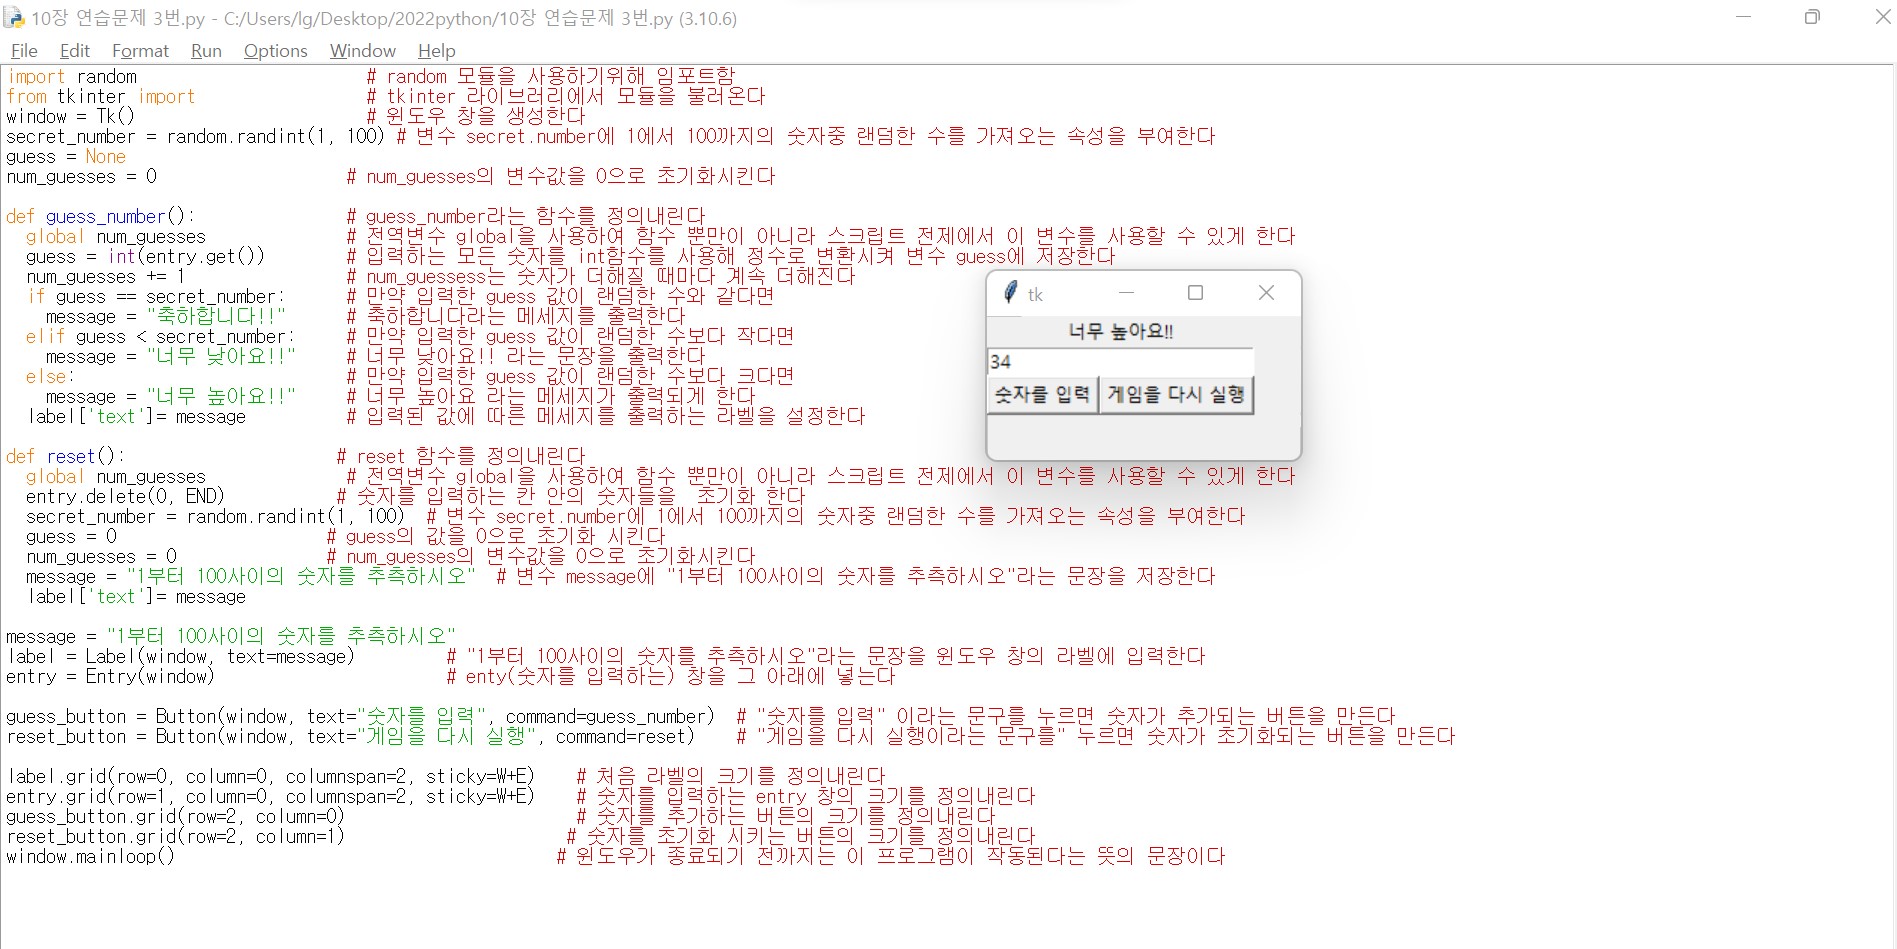 10장 연습문제 3번.py - C:/Users/lg/Desktop/2022python/10장 연습문제 3번.py (3.10.6)
File Edit Format Run Options Window Help
import random # random 모듈을 사용하기위해 임포트함
from tkinter import # tkinter 라이브러리에서 모듈을 불러온다
window = Tk() # 윈도우 창을 생성한다
secret_number = random.randint(1, 100) # 변수 secret.number에 1에서 100까지의 숫자중 랜덤한 수를 가져오는 속성을 부여한다
guess = None
num_guesses = 0 # num_guesses의 변수값을 0으로 초기화시킨다
def guess_number(): # guess_number라는 함수를 정의내린다
global num_guesses # 전역변수 global을 사용하여 함수 뿐만이 아니라 스크립트 전제에서 이 변수를 사용할 수 있게 한다
guess = int(entry.get()) # 입력하는 모든 숫자를 int함수를 사용해 정수로 변환시켜 변수 guess에 저장한다
num_guesses += 1 # num_guessess는 숫자가 더해질 때마다 계속 더해진다
if guess == secret_number: # 만약 입력한 guess 값이 랜덤한 수와 같다면
message = "축하합니다!!" # 축하합니다라는 메세지를 출력한다
elif guess < secret_number: # 만약 입력한 guess 값이 랜덤한 수보다 작다면
message = "너무 낮아요!!" # 너무 낮아요!! 라는 문장을 출력한다
else: # 만약 입력한 guess 값이 랜덤한 수보다 크다면
message = "너무 높아요!!" # 너무 높아요 라는 메세지가 출력되게 한다
label['text']= message # 입력된 값에 따른 메세지를 출력하는 라벨을 설정한다
def reset(): # reset 함수를 정의내린다
global num_guesses # 전역변수 global을 사용하여 함수 뿐만이 아니라 스크립트 전제에서 이 변수를 사용할 수 있게 한다
entry.delete(0, END) # 숫자를 입력하는 칸 안의 숫자들을 초기화 한다
secret_number = random.randint(1, 100) # 변수 secret.number에 1에서 100까지의 숫자중 랜덤한 수를 가져오는 속성을 부여한다
guess = 0 # guess의 값을 0으로 초기화 시킨다
num_guesses = 0 # num_guesses의 변수값을 0으로 초기화시킨다
message = "1부터 100사이의 숫자를 추측하시오" # 변수 message에 "1부터 100사이의 숫자를 추측하시오"라는 문장을 저장한다
label['text']= message
message = "1부터 100사이의 숫자를 추측하시오"
label = Label(window, text=message) # "1부터 100사이의 숫자를 추측하시오"라는 문장을 윈도우 창의 라벨에 입력한다
entry = Entry(window) # enty(숫자를 입력하는) 창을 그 아래에 넣는다
guess_button = Button(window, text="숫자를 입력", command=guess_number) # "숫자를 입력" 이라는 문구를 누르면 숫자가 추가되는 버튼을 만든다
reset_button = Button(window, text="게임을 다시 실행", command=reset) # "게임을 다시 실행이라는 문구를" 누르면 숫자가 초기화되는 버튼을 만든다
label.grid(row=0, column=0, columnspan=2, sticky=W+E) # 처음 라벨의 크기를 정의내린다
entry.grid(row=1, column=0, columnspan=2, sticky=W+E) # 숫자를 입력하는 entry 창의 크기를 정의내린다
guess_button.grid(row=2, column=0) # 숫자를 추가하는 버튼의 크기를 정의내린다
reset_button.grid(row=2, column=1) # 숫자를 초기화 시키는 버튼의 크기를 정의내린다
window.mainloop() # 윈도우가 종료되기 전까지는 이 프로그램이 작동된다는 뜻의 문장이다
tk
너무 높아요!!
34
숫자를 입력 게임을 다시 실행